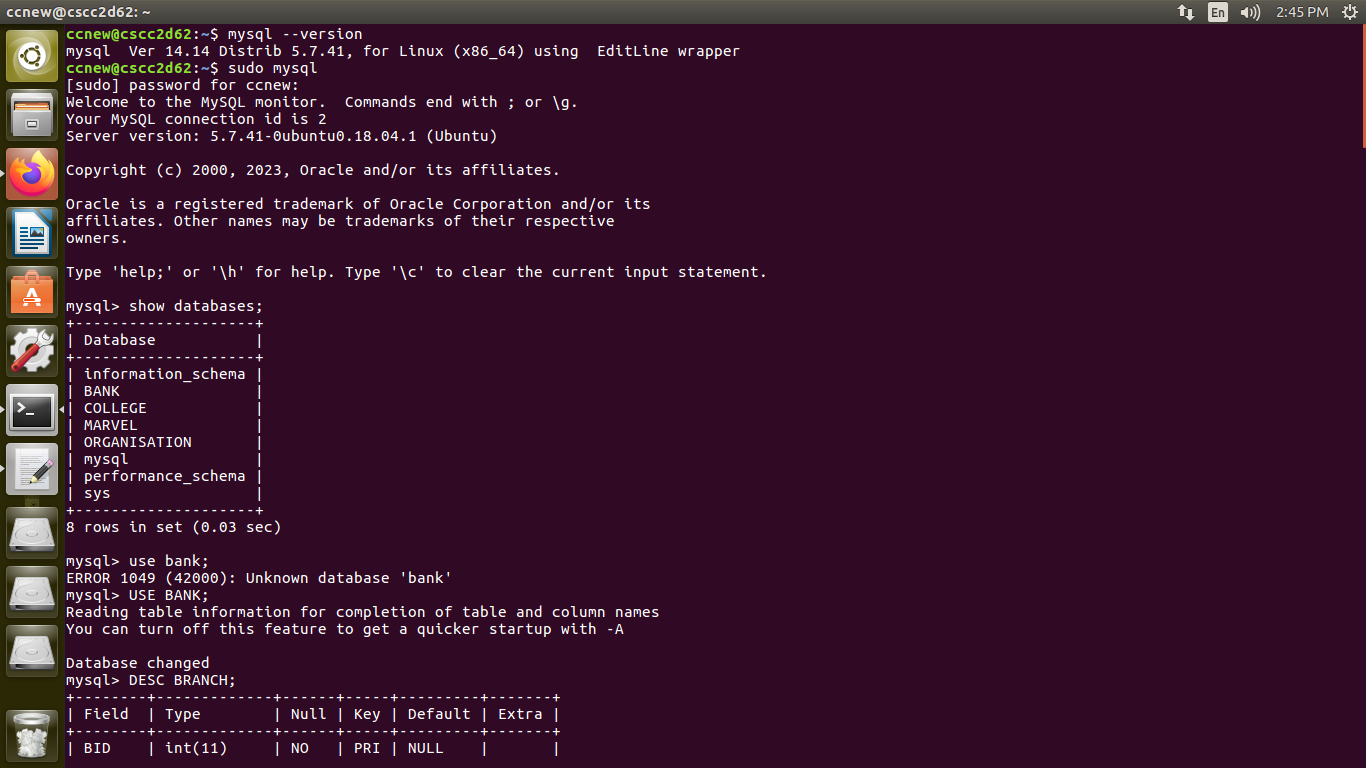 ccnew@cscc2d62: ~
En
2:45 PM
ccnew@cscc2d62:~$ mysql --version
mysql  Ver 14.14 Distrib 5.7.41, for Linux (x86_64) using  EditLine wrapper
ccnew@cscc2d62:~$ sudo mysql
[sudo] password for ccnew:
Welcome to the MySQL monitor.  Commands end with ; or \g.
Your MySQL connection id is 2
Server version: 5.7.41-0ubuntu0.18.04.1 (Ubuntu)
Copyright (c) 2000, 2023, Oracle and/or its affiliates.
Oracle is a registered trademark of Oracle Corporation and/or its
affiliates. Other names may be trademarks of their respective
owners.
Type 'help;' or '\h' for help. Type '\c' to clear the current input statement.
mysql> show databases;
+--------------------+
| Database           |
+--------------------+
| information_schema |
| BANK               |
| COLLEGE            |
| MARVEL             |
| ORGANISATION       |
| mysql              |
| performance_schema |
| sys                |
+--------------------+
8 rows in set (0.03 sec)
mysql> use bank;
ERROR 1049 (42000): Unknown database 'bank'
mysql> USE BANK;
Reading table information for completion of table and column names
You can turn off this feature to get a quicker startup with -A
Database changed
mysql> DESC BRANCH;
+--------+-------------+------+-----+---------+-------+
| Field  | Type        | Null | Key | Default | Extra |
+--------+-------------+------+-----+---------+-------+
| BID    | int(11)     | NO   | PRI | NULL    |       |